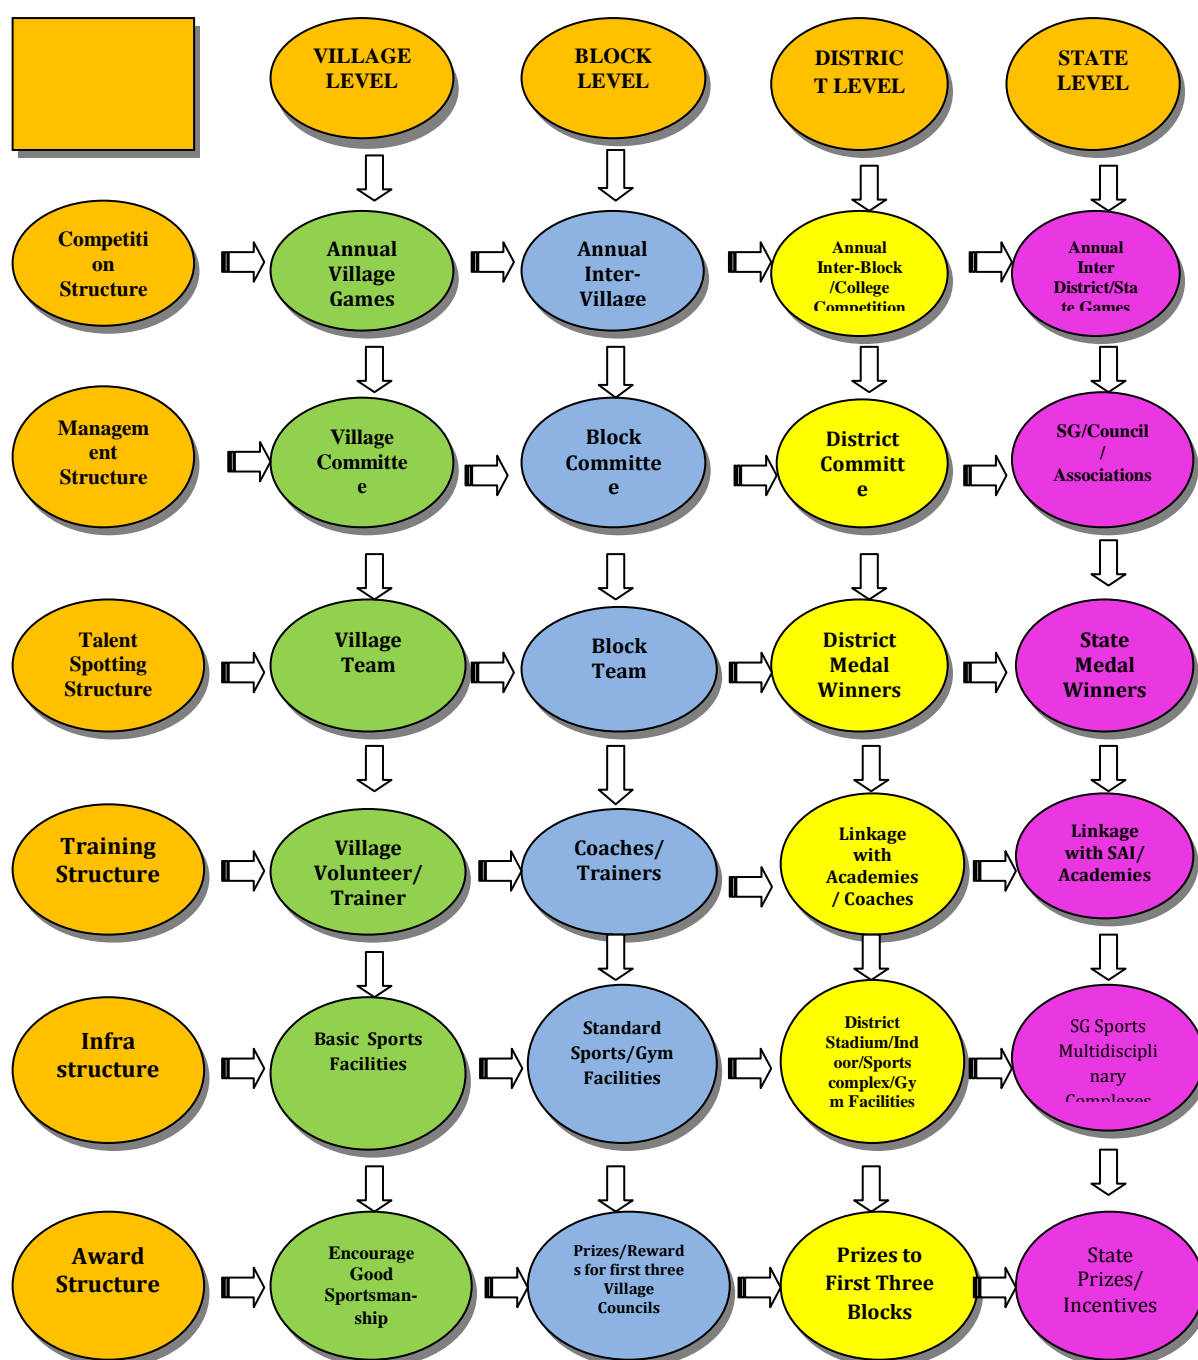 VILLAGE
LEVEL
BLOCK
LEVEL
DISTRIC
T LEVEL
STATE
LEVEL
Competiti
on
Structure
Annual
Village
Games
Annual
Inter-
Village
Annual
Inter-Block
/College
Competition
Annual
Inter
District/Sta
te Games
Managem
ent
Structure
Village
Committe
e
Block
Committe
e
District
Committ
e
SG/Council
/
Associations
Talent
Spotting
Structure
Village
Team
Block
Team
District
Medal
Winners
State
Medal
Winners
Training
Structure
Village
Volunteer/
Trainer
Coaches/
Trainers
Linkage
with
Academies
/ Coaches
Linkage
with SAI/
Academies
Infra
structure
Basic Sports
Facilities
Standard
Sports/Gym
Facilities
District
Stadium/Ind
oor/Sports
complex/Gy
m Facilities
SG Sports
Multidiscipli
nary
Complexes
Award
Structure
Encourage
Good
Sportsman-
ship
Prizes/Reward
s for first three
Village
Councils
Prizes to
First Three
Blocks
State
Prizes/
Incentives